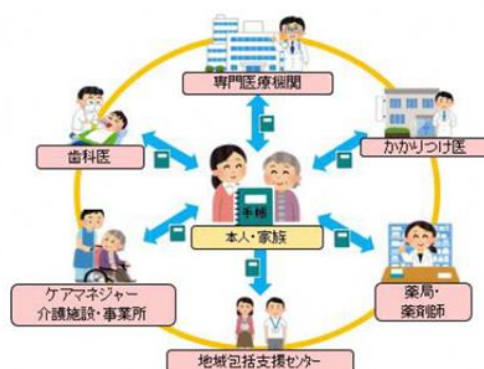 専門医療機関
歯科医
かかりつけ医
手帳
本人・家族
ケアマネジャー
介護施設・事業所
薬局・
薬剤師
地域包括支援センター